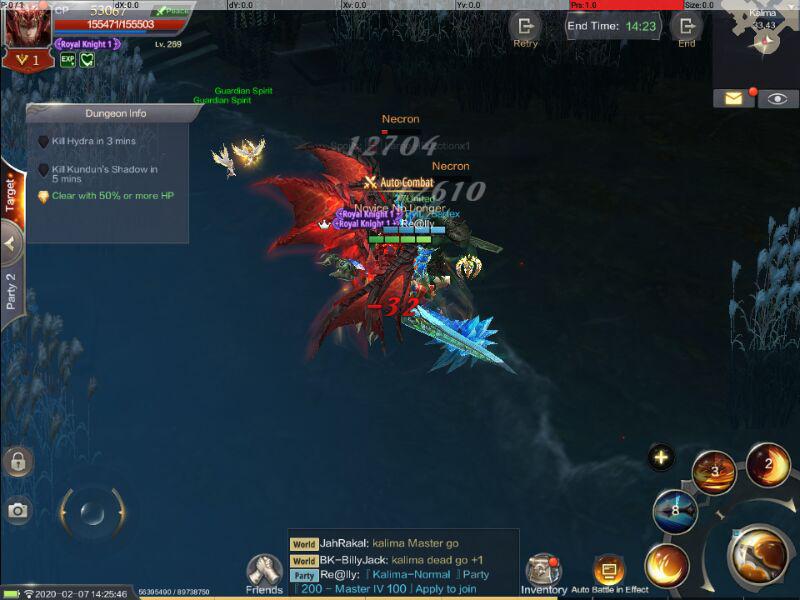 P: 0 / 1
dX: 0.0
dY: 0.0
Xv: 0.0
Yv: 0.0
Prs: 1.0
Size: 0.0
CP 53067
Peace
155471/155503
Royal Knight 1
Lv. 289
1
EXP
Retry
End Time: 14:23
End
Kalima
33,43
Guardian Spirit
Guardian Spirit
Dungeon Info
Kill Hydra in 3 mins
Kill Kundun's Shadow in
5 mins
Clear with 50% or more HP
Target
Party 2
Necron
12704
Necron
Auto Combat
7610
Novice No Longer
Royal Knight 1
Royal Knight 1
Re@lly
-32
+
3
2
8
World JahRakal: kalima Master go
World BK-BillyJack: kalima dead go +1
Party Re@lly:『 Kalima-Normal 』Party
『 200 - Master IV 100 』Apply to join
Friends
Inventory
Auto Battle in Effect
2020-02-07 14:25:46
56395490 / 89738750